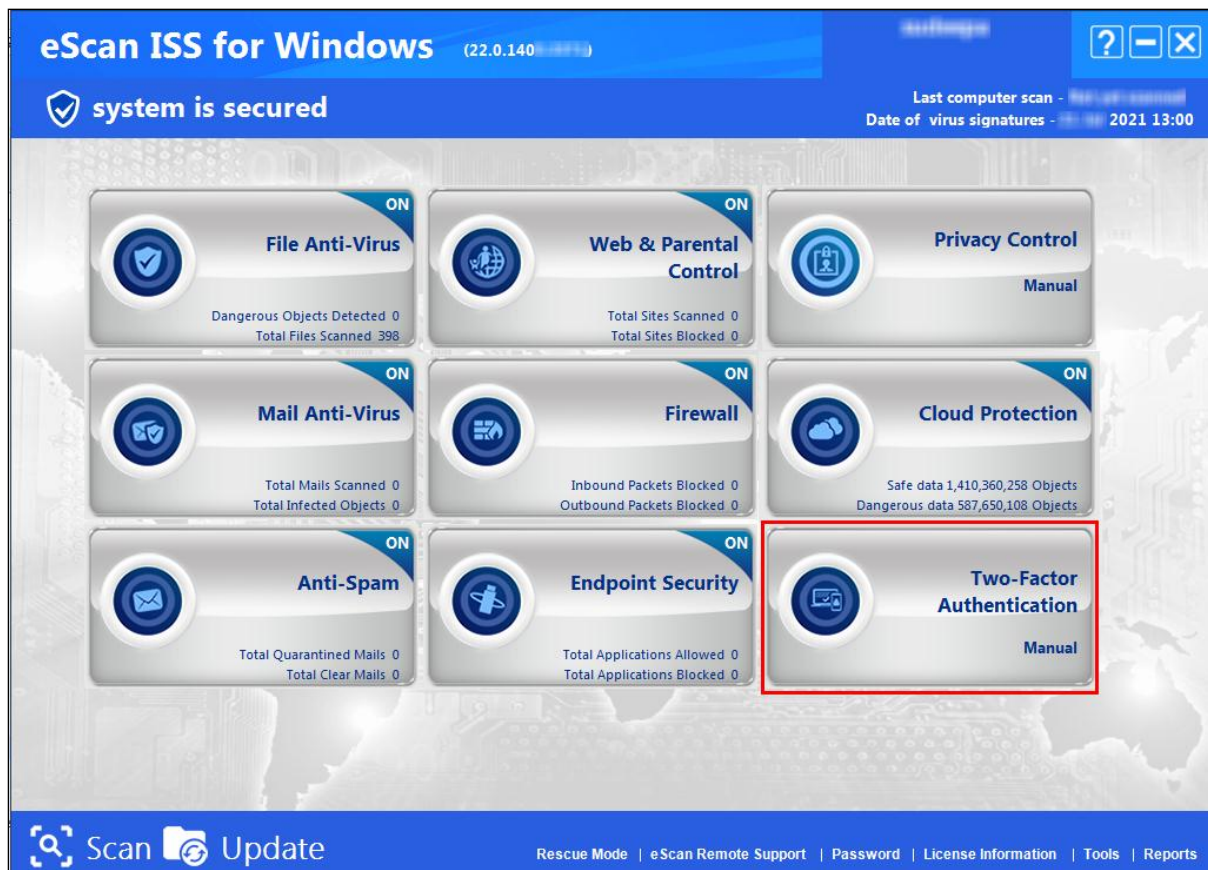 eScan ISS for Windows (22.0.140
system is secured
Last computer scan -
Date of virus signatures - 2021 13:00
ON
File Anti-Virus
Dangerous Objects Detected 0
Total Files Scanned 398
ON
Web & Parental
Control
Total Sites Scanned 0
Total Sites Blocked 0
Privacy Control
Manual
ON
Mail Anti-Virus
Total Mails Scanned 0
Total Infected Objects 0
ON
Firewall
Inbound Packets Blocked 0
Outbound Packets Blocked 0
ON
Cloud Protection
Safe data 1,410,360,258 Objects
Dangerous data 587,650,108 Objects
ON
Anti-Spam
Total Quarantined Mails 0
Total Clear Mails 0
ON
Endpoint Security
Total Applications Allowed 0
Total Applications Blocked 0
Two-Factor
Authentication
Manual
Scan Update
Rescue Mode | eScan Remote Support | Password | License Information | Tools | Reports